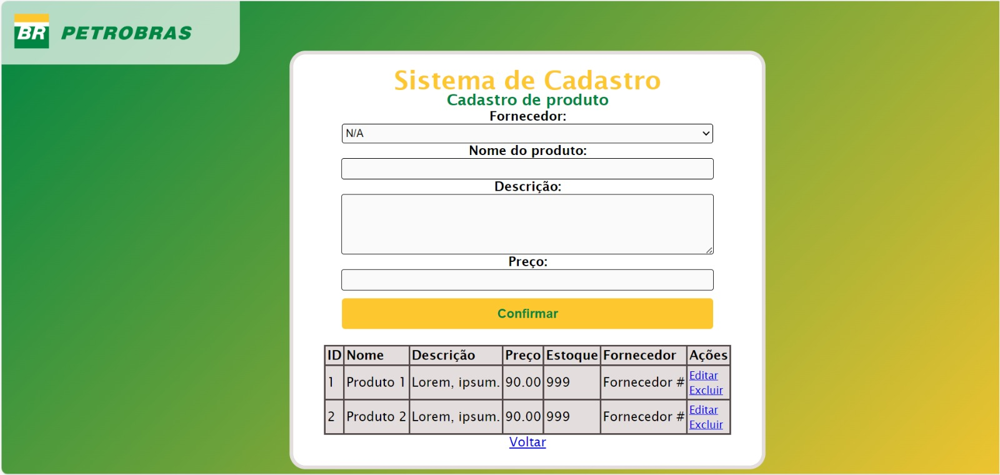 BR PETROBRAS
Sistema de Cadastro
Cadastro de produto
Fornecedor:
N/A
Nome do produto:
Descrição:
Preço:
Confirmar
ID Nome Descrição Preço Estoque Fornecedor Ações
1 Produto 1 Lorem, ipsum. 90.00 999 Fornecedor # Editar
Excluir
2 Produto 2 Lorem, ipsum. 90.00 999 Fornecedor # Editar
Excluir
Voltar